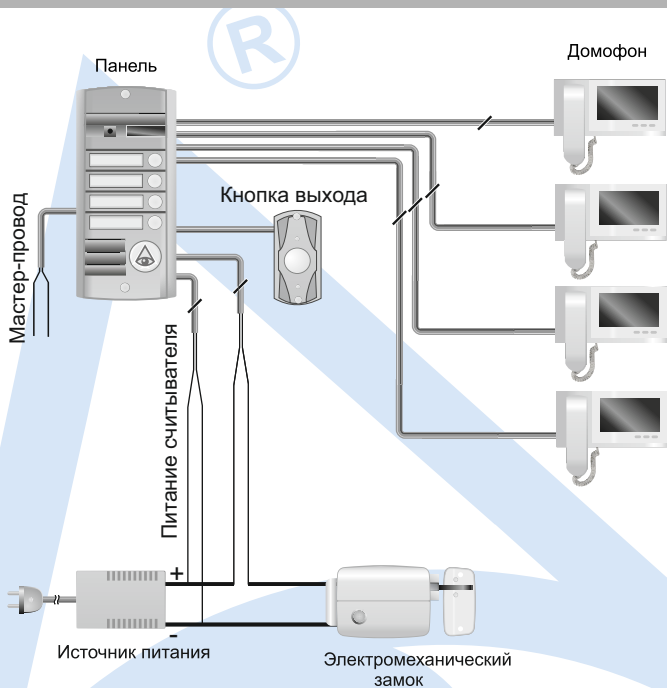 ®
Панель
Домофон
Кнопка выхода
Мастер-провод
Питание считывателя
+
-
Источник питания
Электромеханический
замок